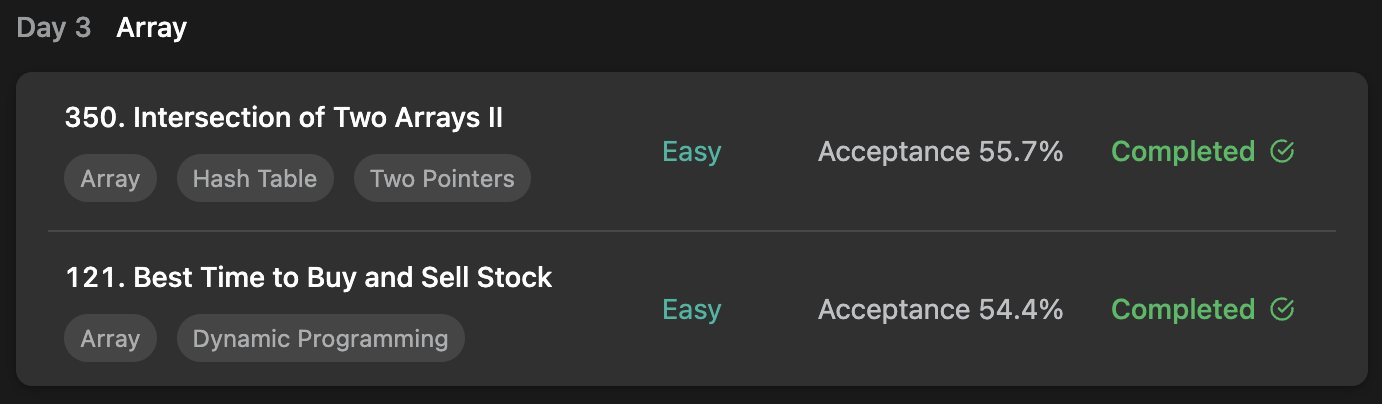 Day 3 Array
350. Intersection of Two Arrays II
Array Hash Table Two Pointers
Easy Acceptance 55.7% Completed
121. Best Time to Buy and Sell Stock
Array Dynamic Programming
Easy Acceptance 54.4% Completed